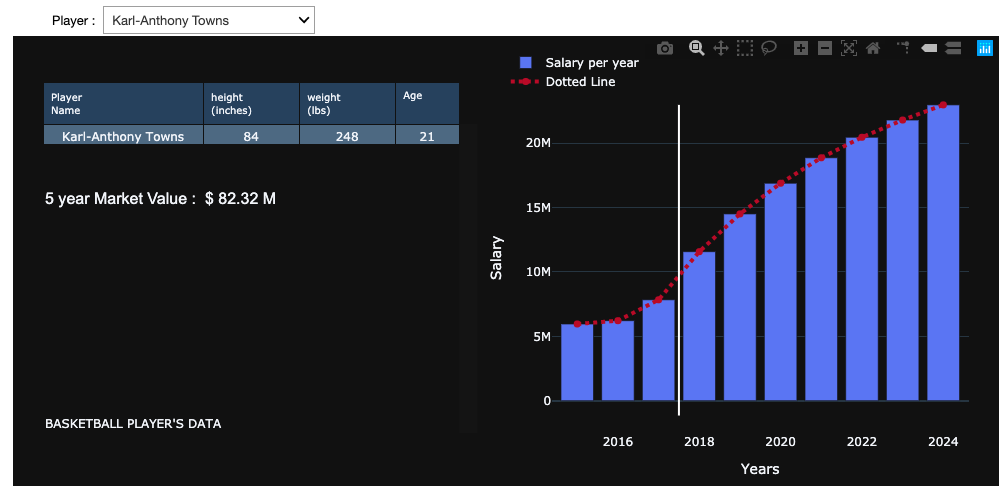 Player : Karl-Anthony Towns
Salary per year
Dotted Line
Player Name height (inches) weight (lbs) Age
Karl-Anthony Towns 84 248 21
5 year Market Value : $ 82.32 M
BASKETBALL PLAYER'S DATA
Salary
20M
15M
10M
5M
0
2016 2018 2020 2022 2024
Years